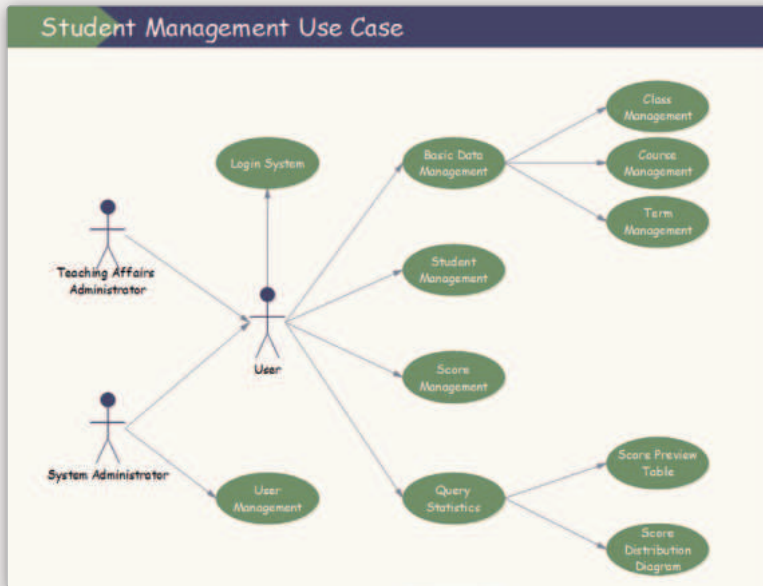 Student Management Use Case
Class
Management
Login System
Basic Data
Management
Course
Management
Term
Management
Teaching Affairs
Administrator
Student
Management
User
Score
Management
System Administrator
User
Management
Query
Statistics
Score Preview
Table
Score
Distribution
Diagram